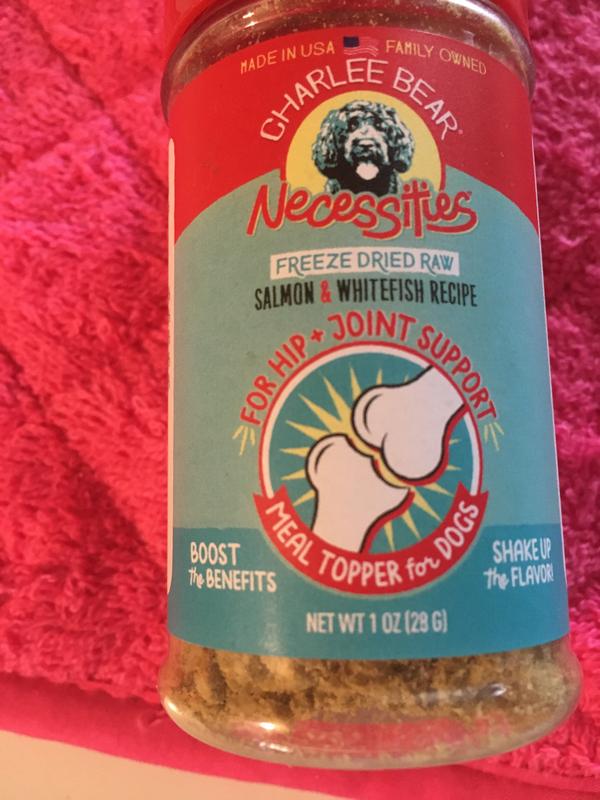 MADE IN USA FAMILY OWNED
CHARLEE BEAR®
Necessities
FREEZE DRIED RAW
SALMON & WHITEFISH RECIPE
FOR HIP + JOINT SUPPORT
MEAL TOPPER for DOGS
BOOST
the BENEFITS
SHAKE UP
the FLAVOR!
NET WT 1 OZ (28 G)